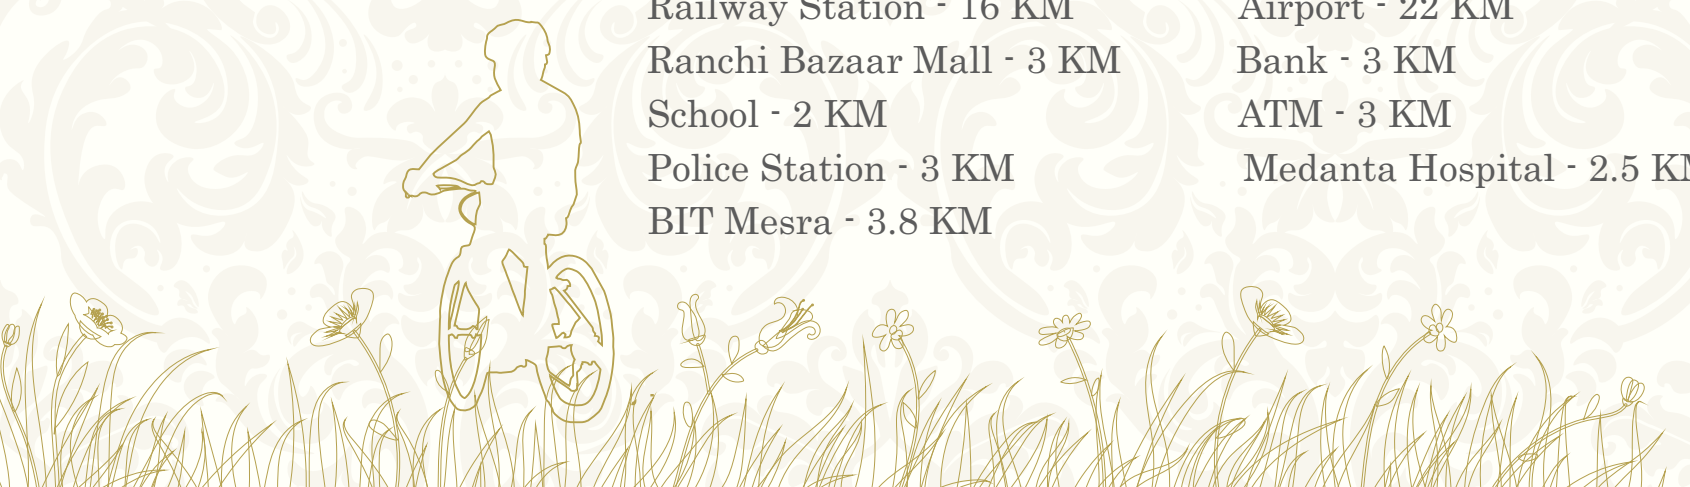 Railway Station - 16 KM
Ranchi Bazaar Mall - 3 KM
School - 2 KM
Police Station - 3 KM
BIT Mesra - 3.8 KM
Airport - 22 KM
Bank - 3 KM
ATM - 3 KM
Medanta Hospital - 2.5 KM